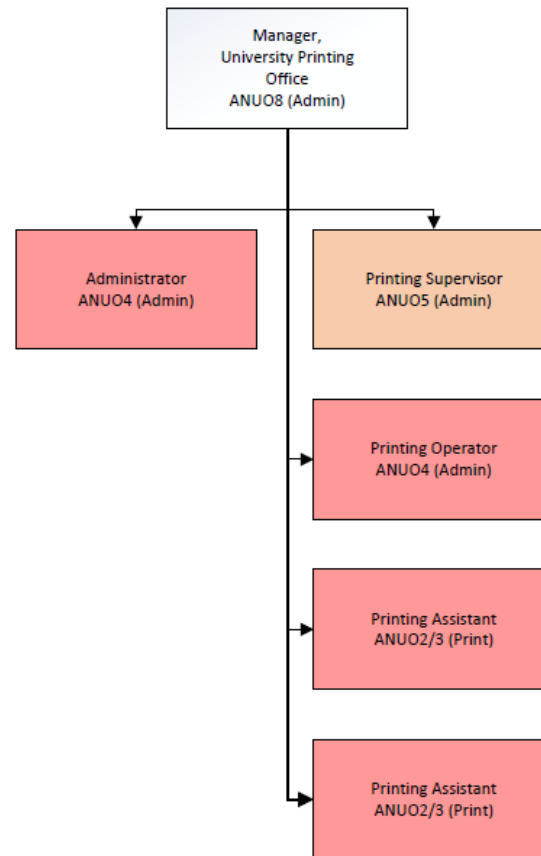 Manager,
University Printing
Office
ANUO8 (Admin)
Administrator
ANUO4 (Admin)
Printing Supervisor
ANUO5 (Admin)
Printing Operator
ANUO4 (Admin)
Printing Assistant
ANUO2/3 (Print)
Printing Assistant
ANUO2/3 (Print)